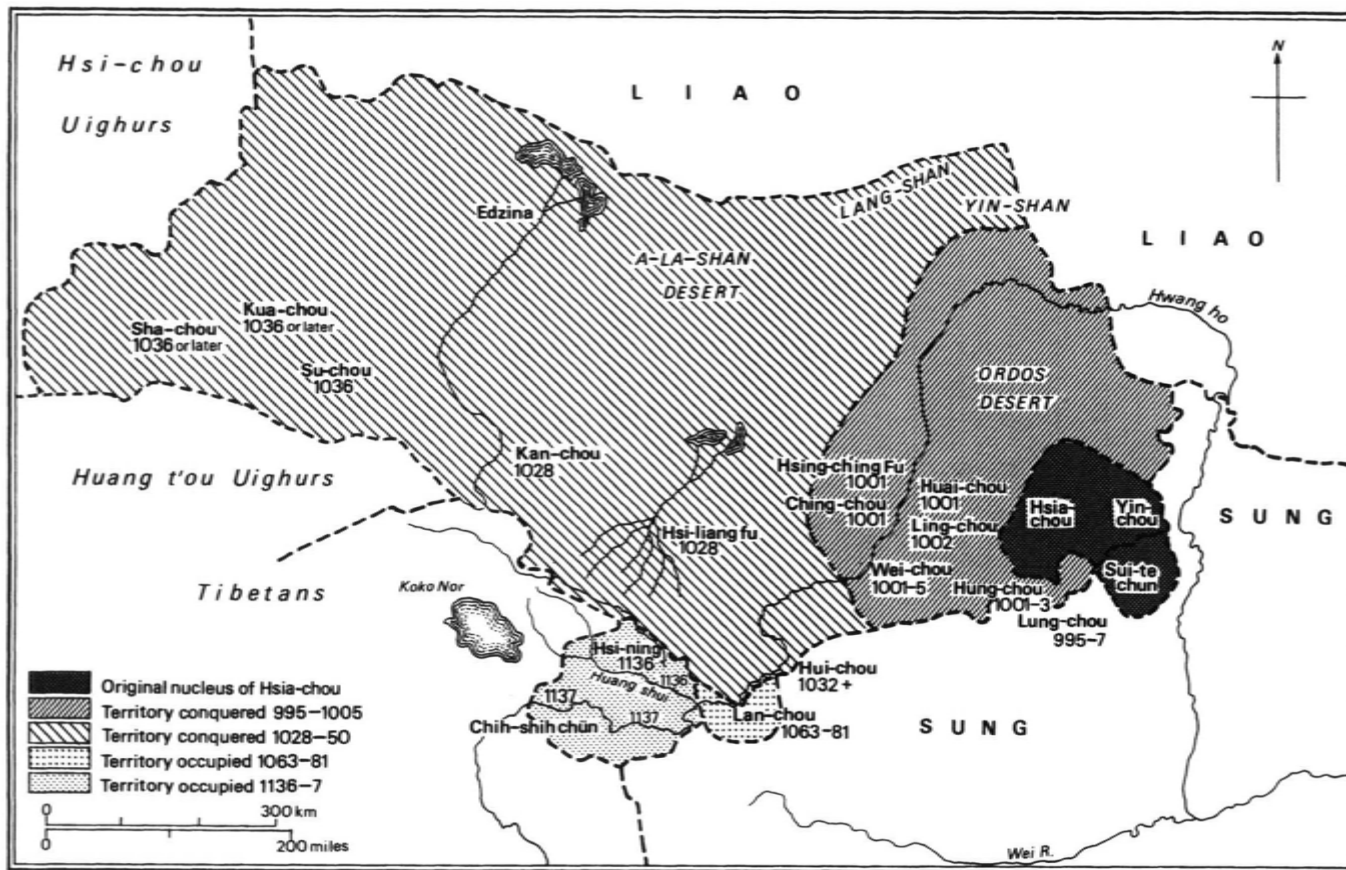 Hsi-chou
Uighurs
LIAO
N
Edzina
LANG-SHAN
YIN-SHAN
LIAO
A-LA-SHAN
DESERT
Hwang ho
Kua-chou
1036 or later
Sha-chou
1036 or later
Su-chou
1036
ORDOS
DESERT
Huang t'ou Uighurs
Kan-chou
1028
Hsing-ching Fu
1001
Ching-chou
1001
Huai-chou
1001
Ling-chou
1002
Hsia-
chou
Yin-
chou
SUNG
Hsi-liang fu
1028
Wei-chou
1001-5
Hung-chou
1001-3
Sui-te
chun
Lung-chou
995-7
Tibetans
Koko Nor
Hsi-ning
1136
1136
Huang shui
Hui-chou
1032+
1137
1137
Chih-shih chün
Lan-chou
1063-81
SUNG
Original nucleus of Hsia-chou
Territory conquered 995-1005
Territory conquered 1028-50
Territory occupied 1063-81
Territory occupied 1136-7
0 300 km
0 200 miles
Wei R.